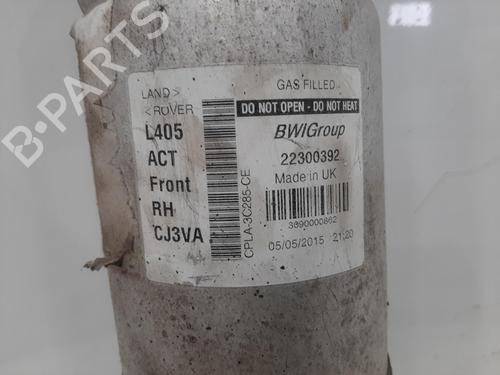 B-PARTS
LAND>
<ROVER
L405
ACT
Front
RH
CJ3VA
CPLA-3C285-CE
GAS FILLED
DO NOT OPEN - DO NOT HEAT
BWIGroup
22300392
Made in UK
3690000862
05/05/2015 21:20